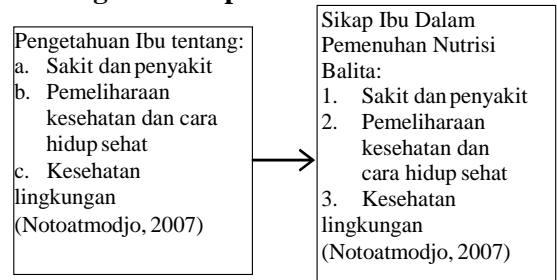 Pengetahuan Ibu tentang:
a. Sakit dan penyakit
b. Pemeliharaan
kesehatan dan cara
hidup sehat
c. Kesehatan
lingkungan
(Notoatmodjo, 2007)
Sikap Ibu Dalam
Pemenuhan Nutrisi
Balita:
1. Sakit dan penyakit
2. Pemeliharaan
kesehatan dan
cara hidup sehat
3. Kesehatan
lingkungan
(Notoatmodjo, 2007)